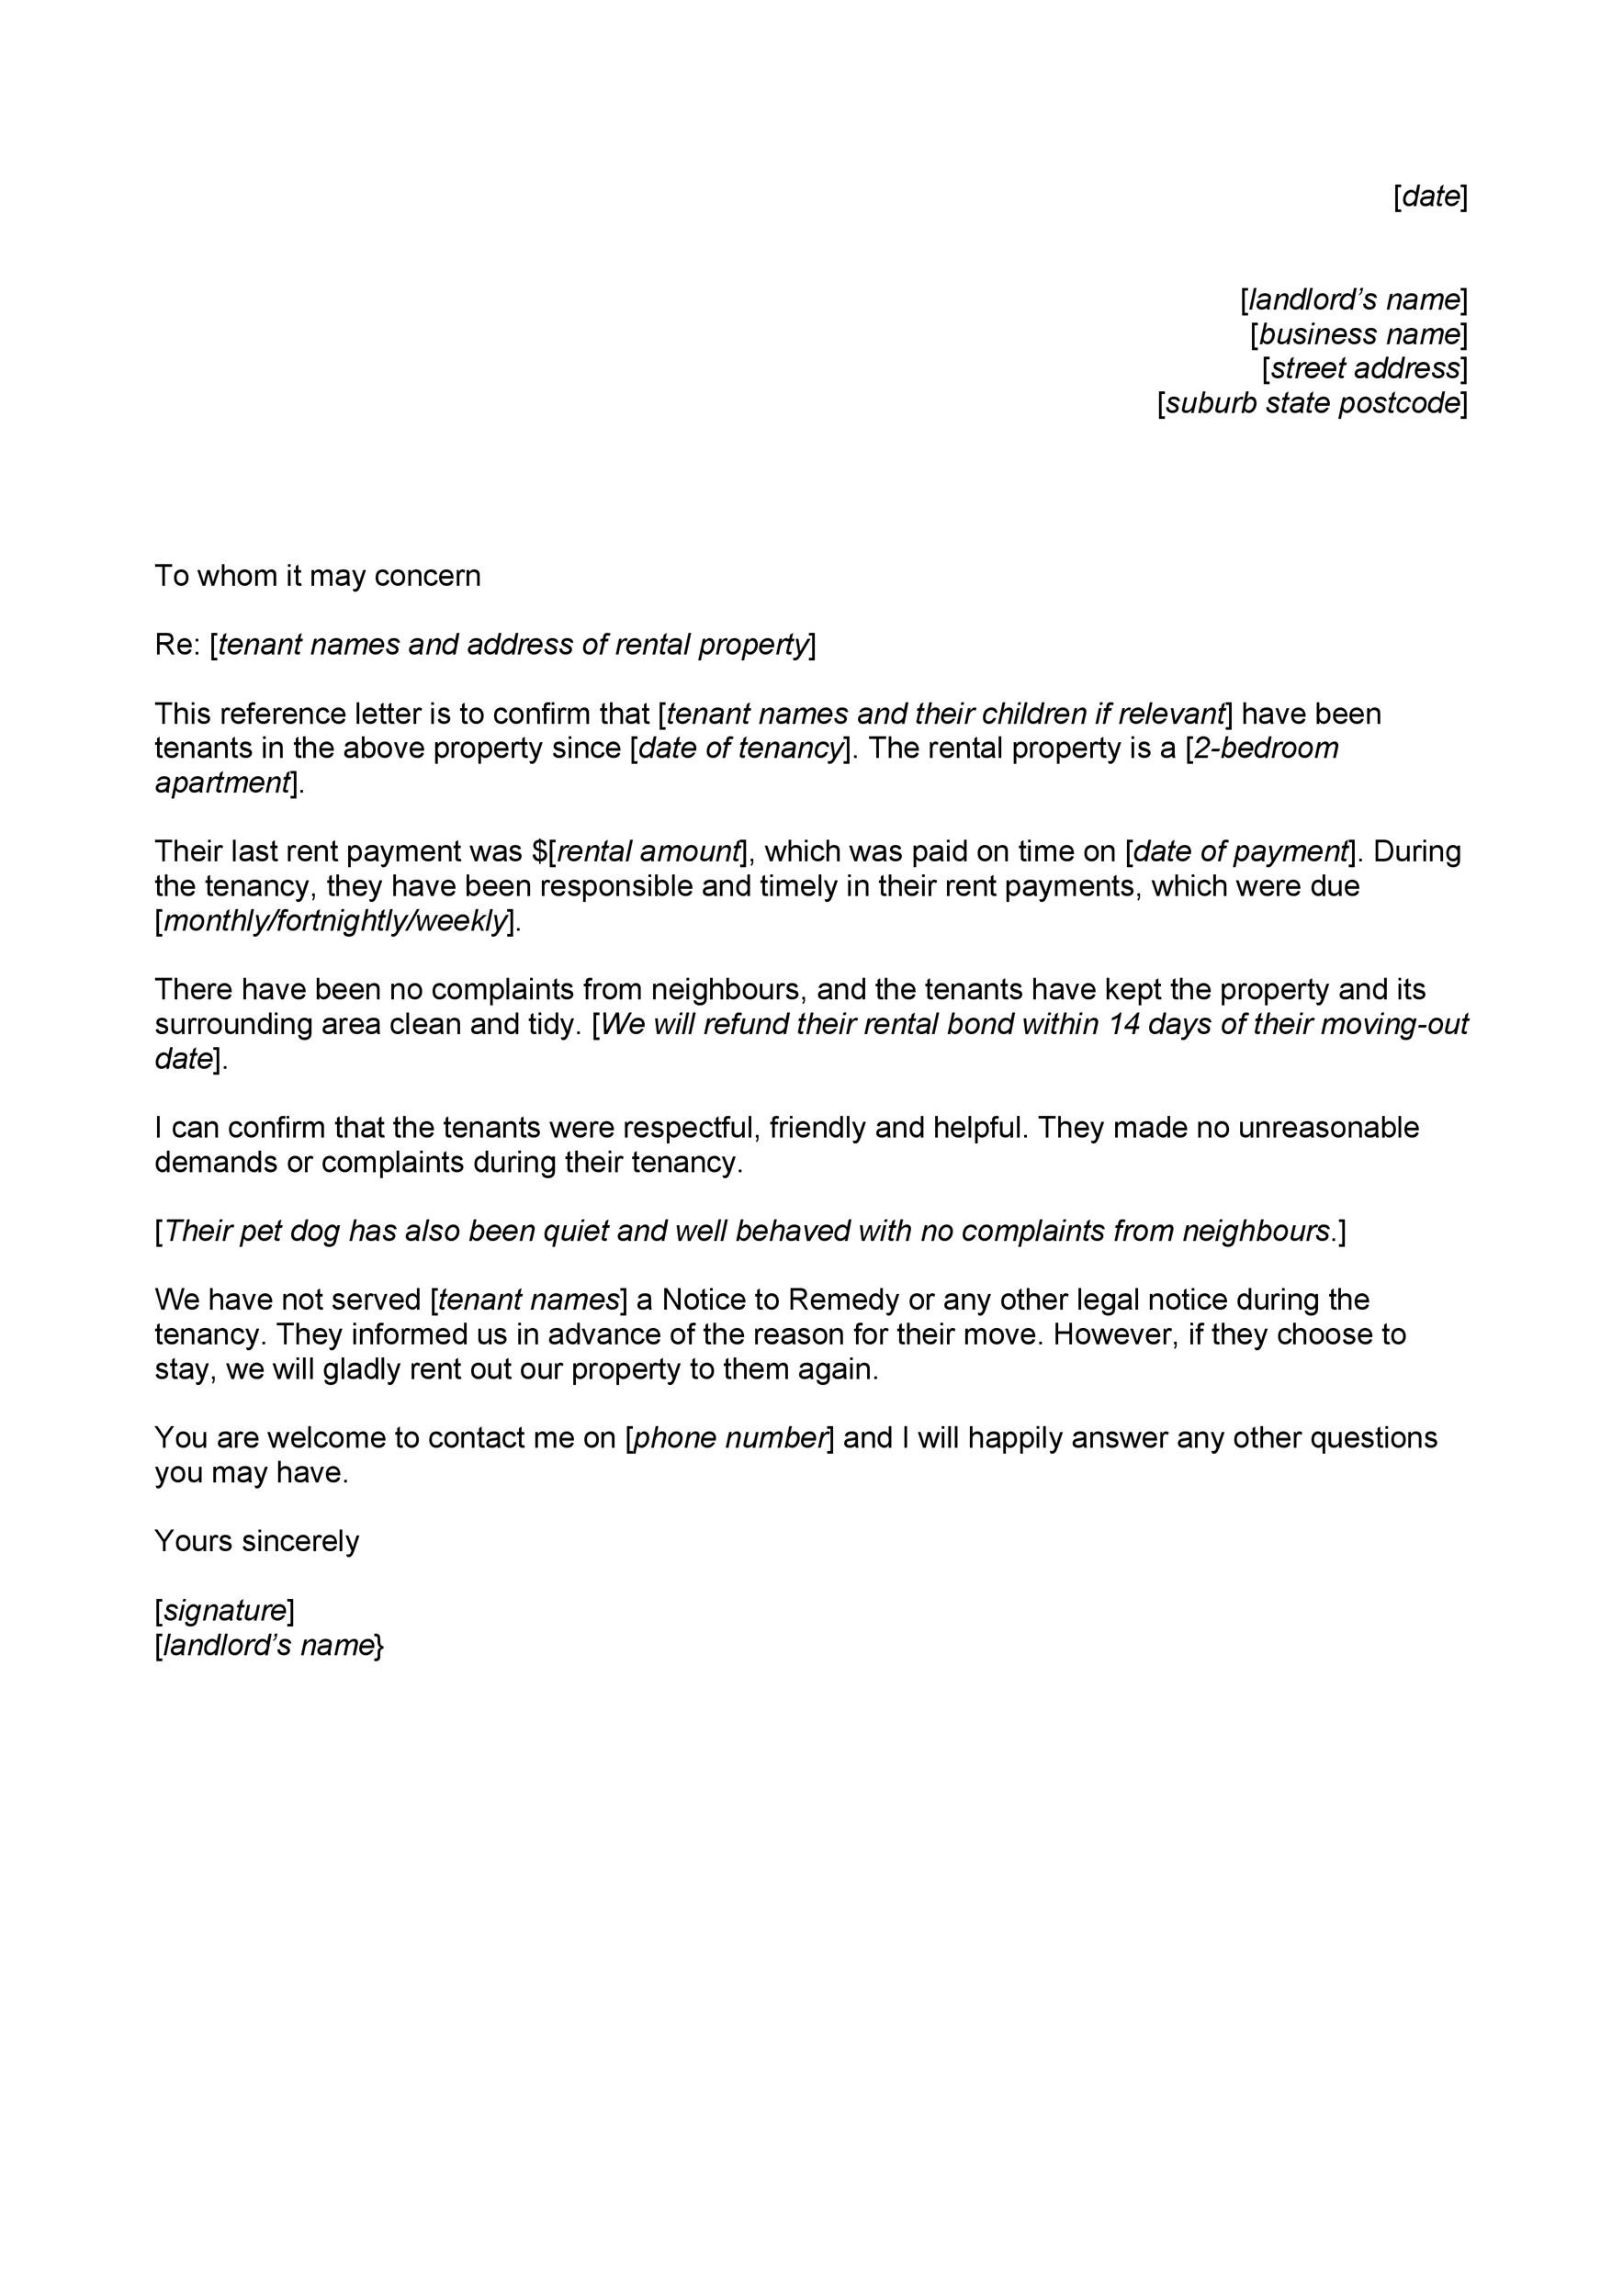 [date]
[landlord’s name]
[business name]
[street address]
[suburb state postcode]
To whom it may concern
Re: [tenant names and address of rental property]
This reference letter is to confirm that [tenant names and their children if relevant] have been
tenants in the above property since [date of tenancy]. The rental property is a [2-bedroom
apartment].
Their last rent payment was $[rental amount], which was paid on time on [date of payment]. During
the tenancy, they have been responsible and timely in their rent payments, which were due
[monthly/fortnightly/weekly].
There have been no complaints from neighbours, and the tenants have kept the property and its
surrounding area clean and tidy. [We will refund their rental bond within 14 days of their moving-out
date].
I can confirm that the tenants were respectful, friendly and helpful. They made no unreasonable
demands or complaints during their tenancy.
[Their pet dog has also been quiet and well behaved with no complaints from neighbours.]
We have not served [tenant names] a Notice to Remedy or any other legal notice during the
tenancy. They informed us in advance of the reason for their move. However, if they choose to
stay, we will gladly rent out our property to them again.
You are welcome to contact me on [phone number] and I will happily answer any other questions
you may have.
Yours sincerely
[signature]
[landlord’s name}